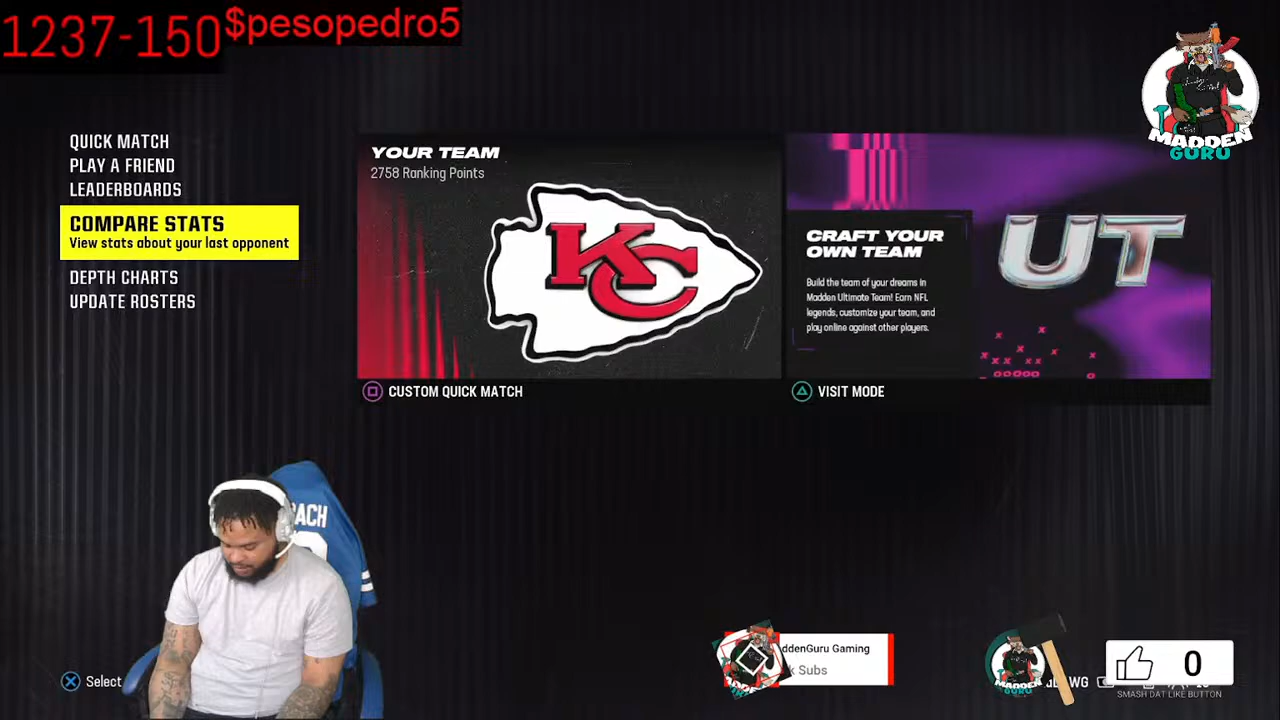 1237-150
$pesopedro5
MADDEN
GURU
QUICK MATCH
PLAY A FRIEND
LEADERBOARDS
COMPARE STATS
View stats about your last opponent
DEPTH CHARTS
UPDATE ROSTERS
YOUR TEAM
2758 Ranking Points
KC
CUSTOM QUICK MATCH
CRAFT YOUR
OWN TEAM
Build the team of your dreams in
Madden Ultimate Team! Earn NFL
legends, customize your team, and
play online against other players.
UT
VISIT MODE
ACH
Select
ddenGuru Gaming
k Subs
MADDEN
GURU
WG
0
SMASH DAT LIKE BUTTON